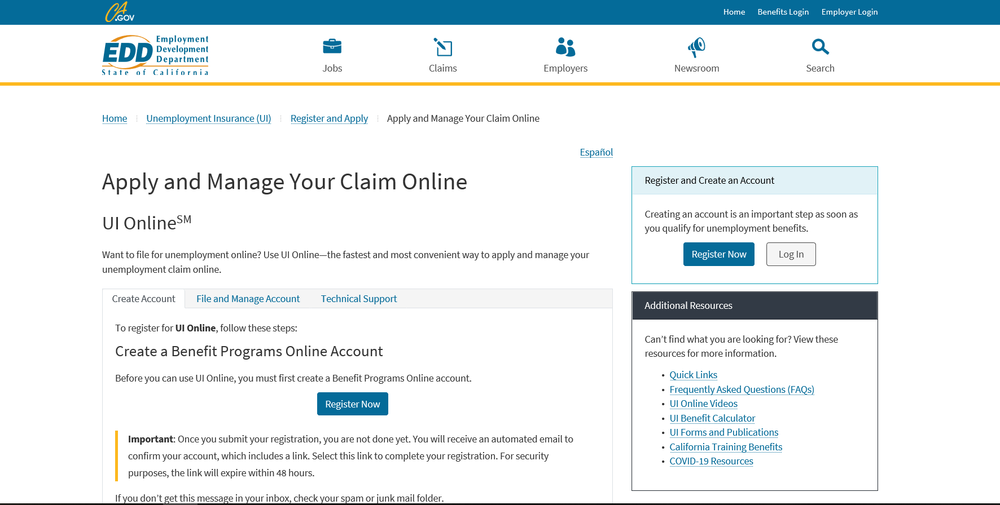 CA.GOV
Home Benefits Login Employer Login
EDD Employment
Development
Department
State of California
Jobs Claims Employers Newsroom Search
Home Unemployment Insurance (UI) Register and Apply Apply and Manage Your Claim Online
Español
Apply and Manage Your Claim Online
UI OnlineSM
Want to file for unemployment online? Use UI Online—the fastest and most convenient way to apply and manage your
unemployment claim online.
Create Account File and Manage Account Technical Support
To register for UI Online, follow these steps:
Create a Benefit Programs Online Account
Before you can use UI Online, you must first create a Benefit Programs Online account.
Register Now
Important: Once you submit your registration, you are not done yet. You will receive an automated email to
confirm your account, which includes a link. Select this link to complete your registration. For security
purposes, the link will expire within 48 hours.
If you don't get this message in your inbox, check your spam or junk mail folder.
Register and Create an Account
Creating an account is an important step as soon as
you qualify for unemployment benefits.
Register Now Log In
Additional Resources
Can't find what you are looking for? View these
resources for more information.
• Quick Links
• Frequently Asked Questions (FAQs)
• UI Online Videos
• UI Benefit Calculator
• UI Forms and Publications
• California Training Benefits
• COVID-19 Resources